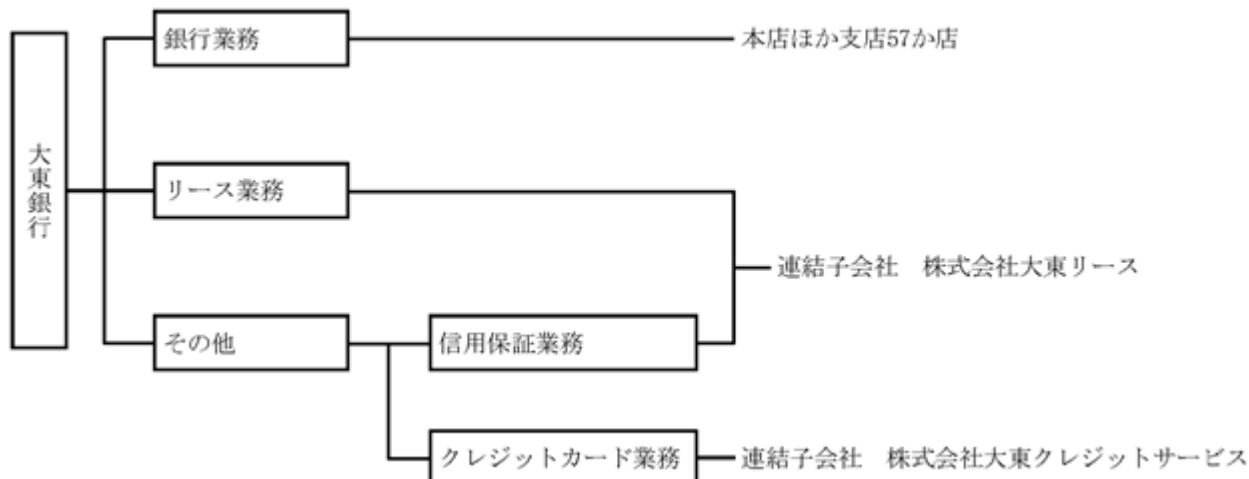 大東銀行
銀行業務
本店ほか支店57か店
リース業務
連結子会社　株式会社大東リース
その他
信用保証業務
クレジットカード業務
連結子会社　株式会社大東クレジットサービス